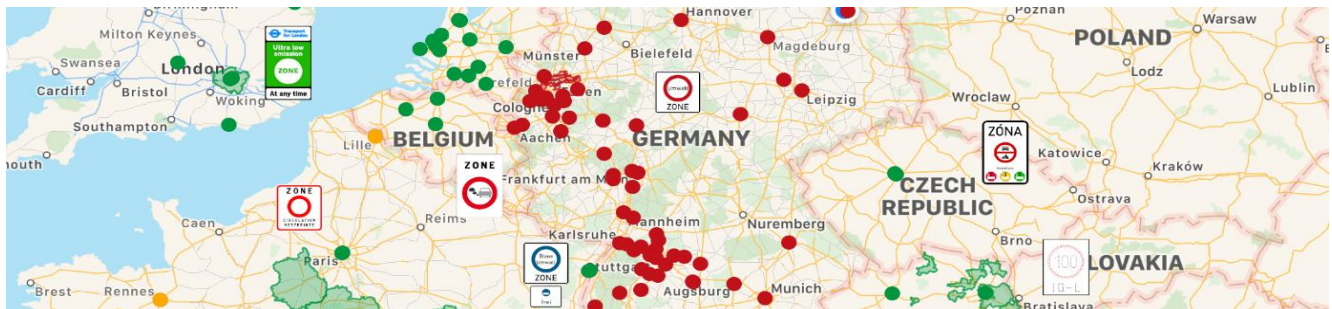 Hannover
Poznań
Warsaw
Milton Keynes
Transport
for London
Ultra low
emission
ZONE
At any time
Münster
Bielefeld
Magdeburg
POLAND
Swansea
London
Lodz
Cardiff
Bristol
Woking
Umwelt
ZONE
Leipzig
Wroclaw
Lublin
Southampton
Cologne
Aachen
Lille
BELGIUM
GERMANY
ZÓNA
Katowice
Kraków
ZONE
Frankfurt am M
CZECH
REPUBLIC
Ostrava
ZONE
Caen
Reims
Mannheim
Nuremberg
Karlsruhe
Brno
Paris
ZONE
frei
Stuttga
100
IG-L
LOVAKIA
Brest
Rennes
Augsburg
Munich
Bratislava